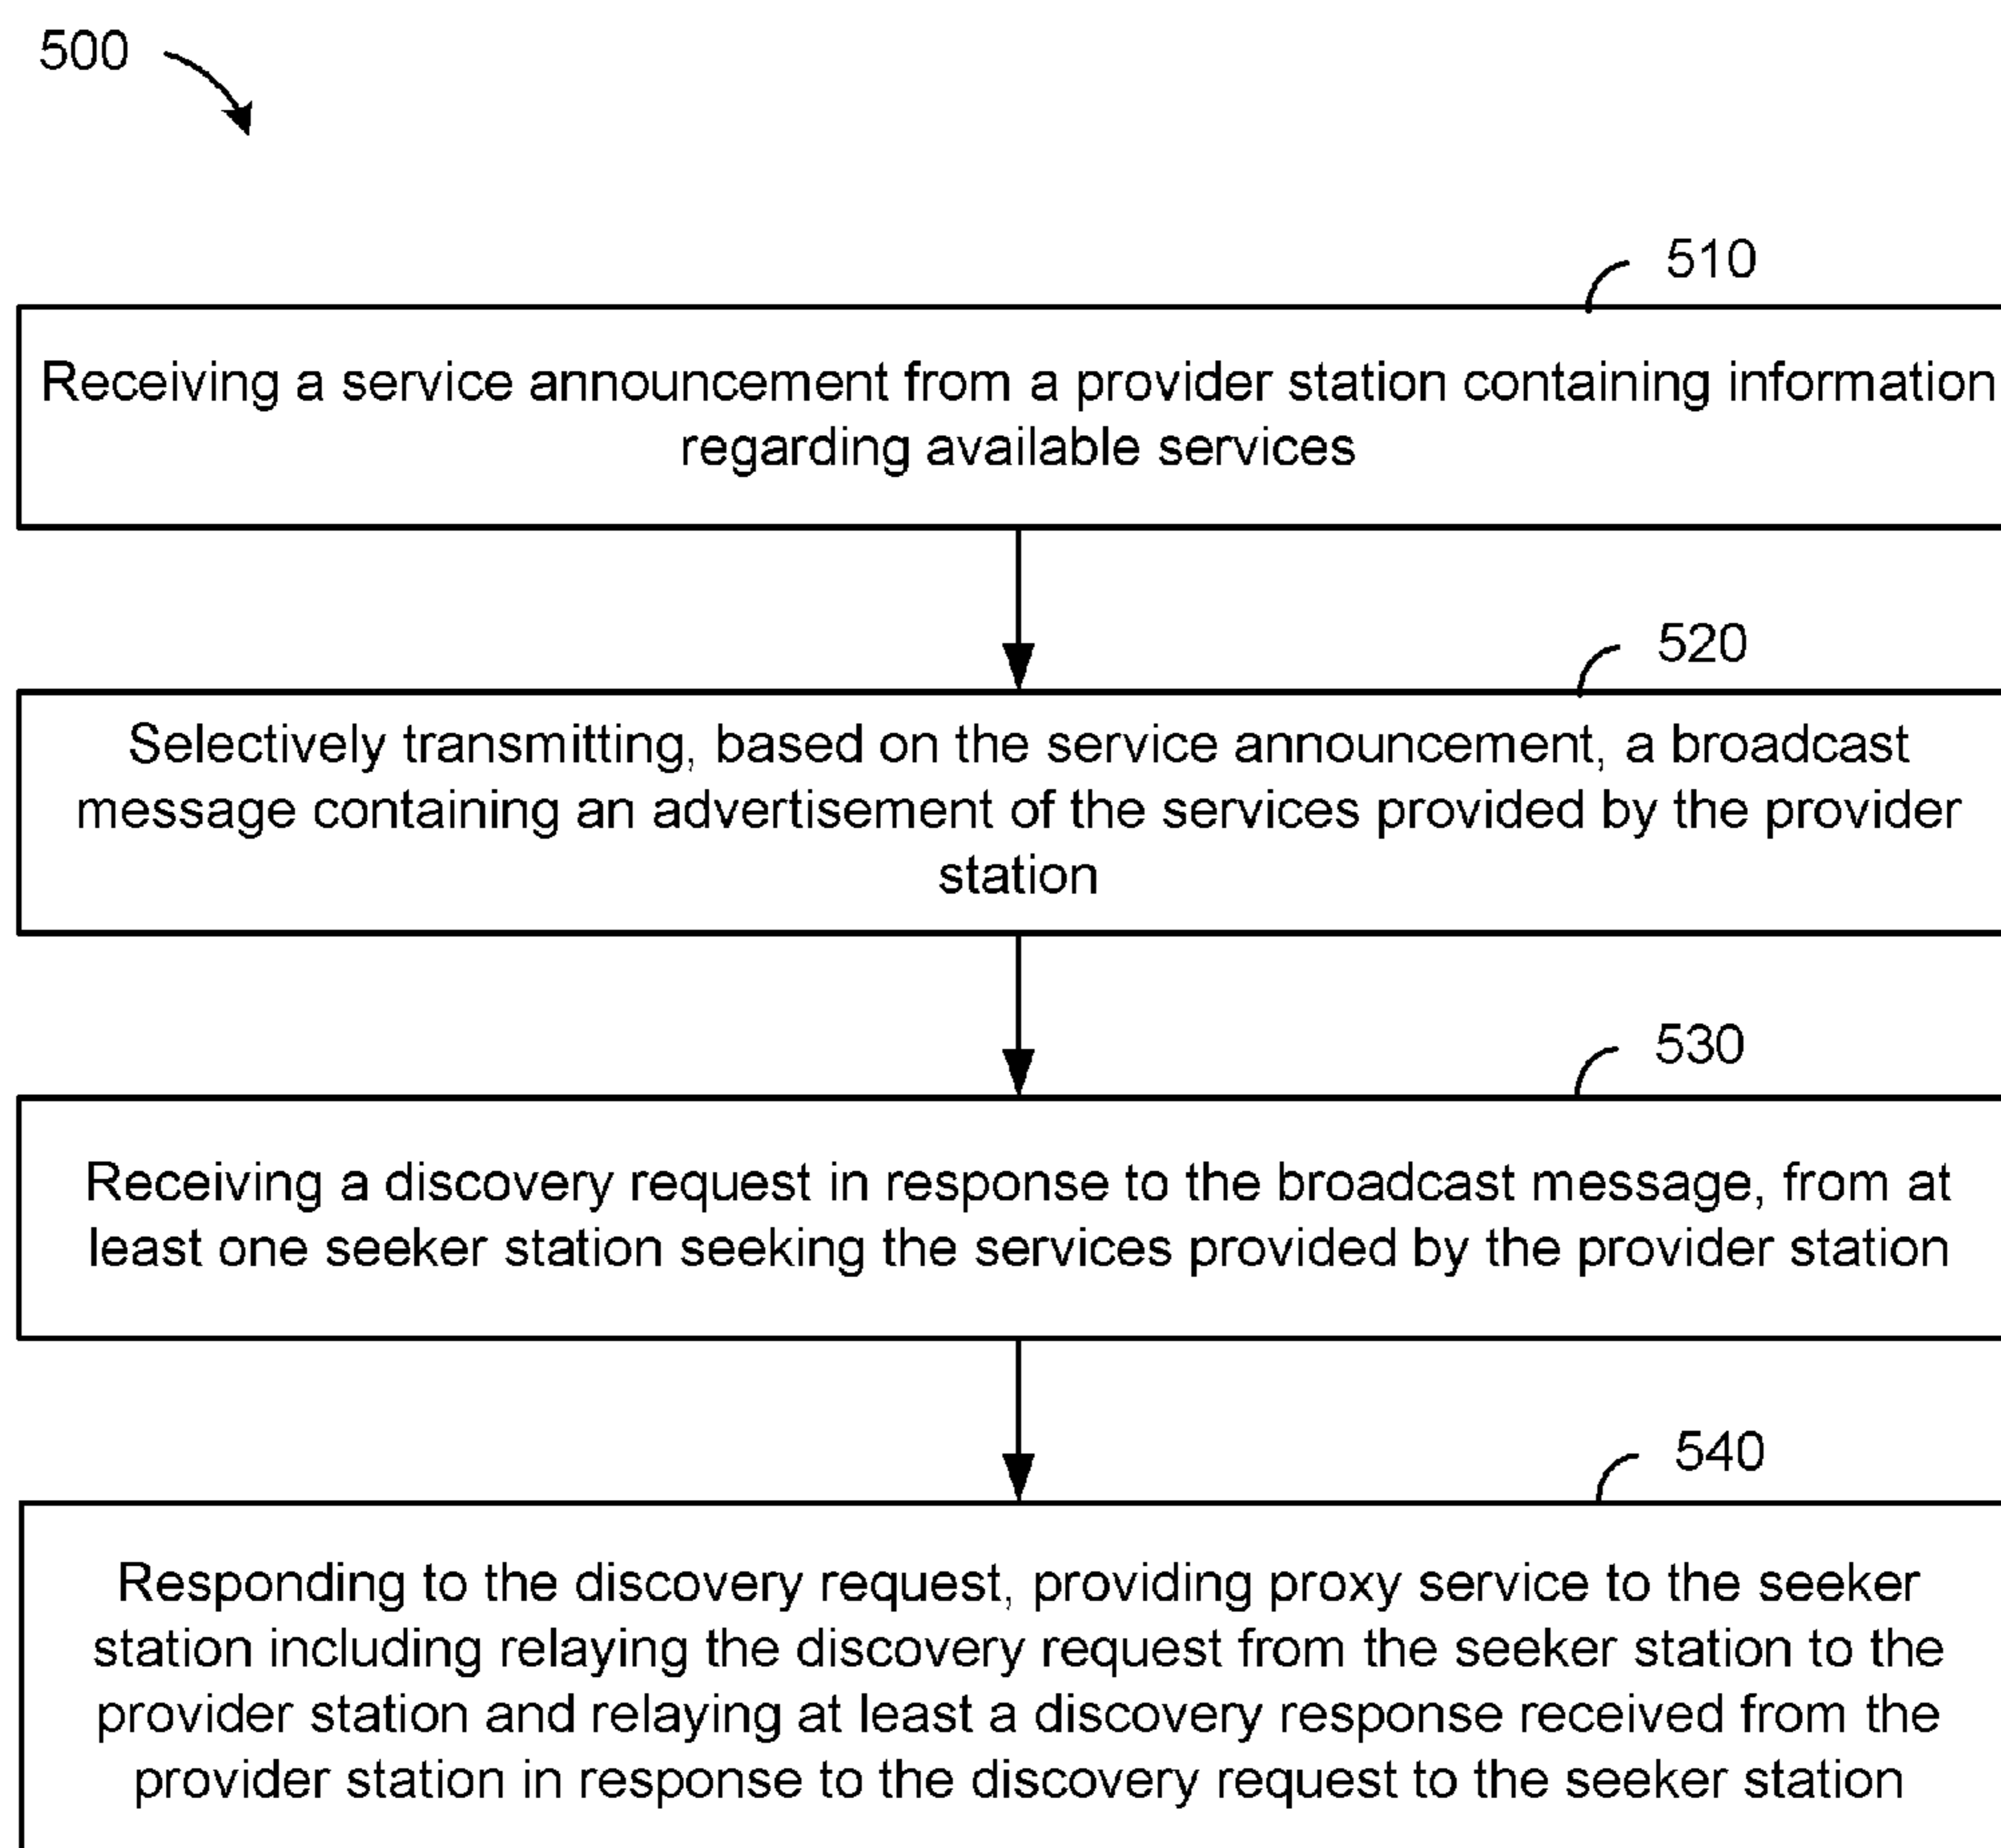 500
510
Receiving a service announcement from a provider station containing information
regarding available services
520
Selectively transmitting, based on the service announcement, a broadcast
message containing an advertisement of the services provided by the provider
station
530
Receiving a discovery request in response to the broadcast message, from at
least one seeker station seeking the services provided by the provider station
540
Responding to the discovery request, providing proxy service to the seeker
station including relaying the discovery request from the seeker station to the
provider station and relaying at least a discovery response received from the
provider station in response to the discovery request to the seeker station